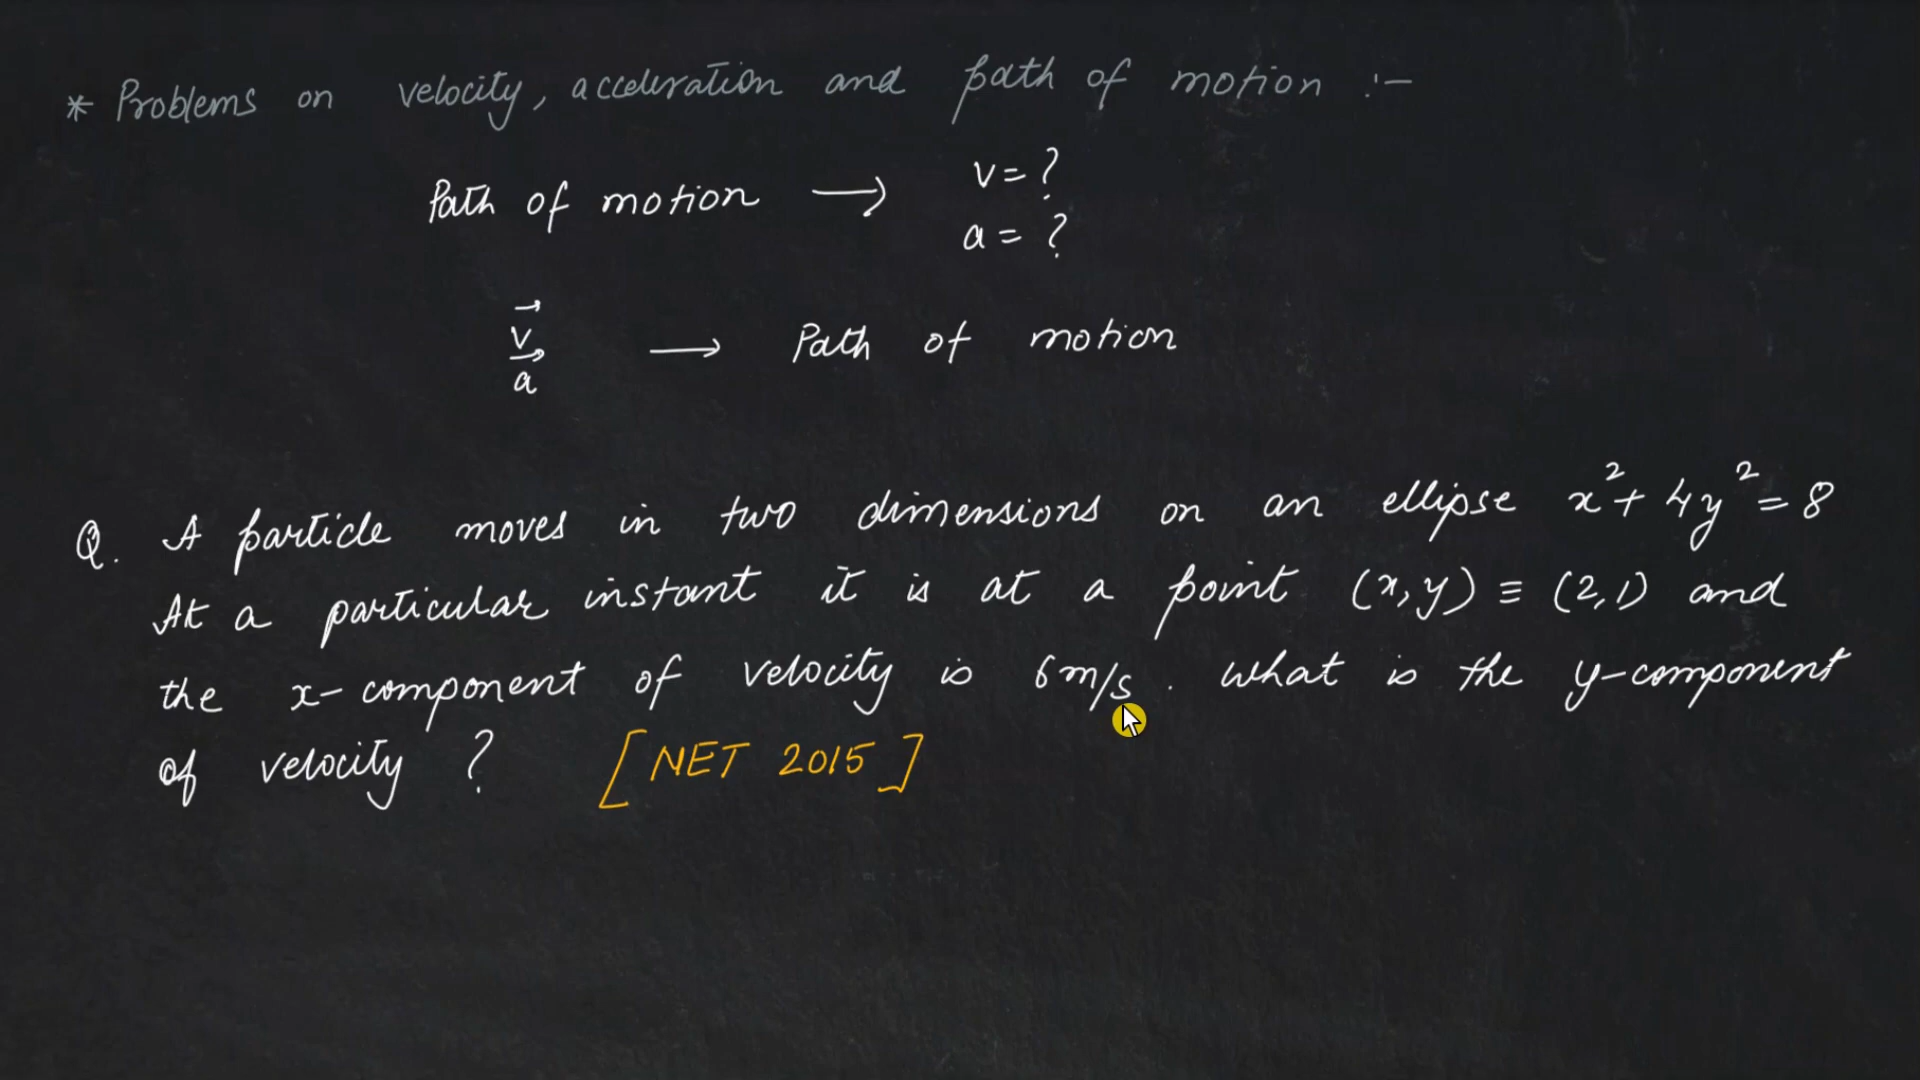 * Problems on velocity, acceleration and path of motion :-
Path of motion → v = ?
a = ?
v⃗
a⃗ → Path of motion
Q. A particle moves in two dimensions on an ellipse x² + 4y² = 8
At a particular instant it is at a point (x,y) ≡ (2,1) and
the x-component of velocity is 6m/s. what is the y-component
of velocity ? [NET 2015]